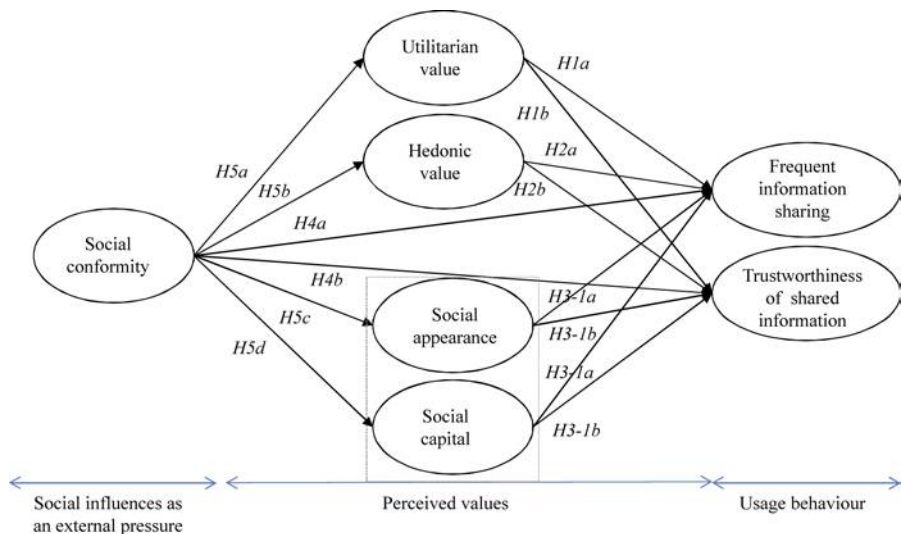 Utilitarian
value
H1a
H1b
Hedonic
value
H2a
H2b
H5a
H5b
H4a
Frequent
information
sharing
Social
conformity
H4b
H5c
H5d
Trustworthiness
of shared
information
Social
appearance
H3-1a
H3-1b
H3-1a
Social
capital
H3-1b
Social influences as
an external pressure
Perceived values
Usage behaviour